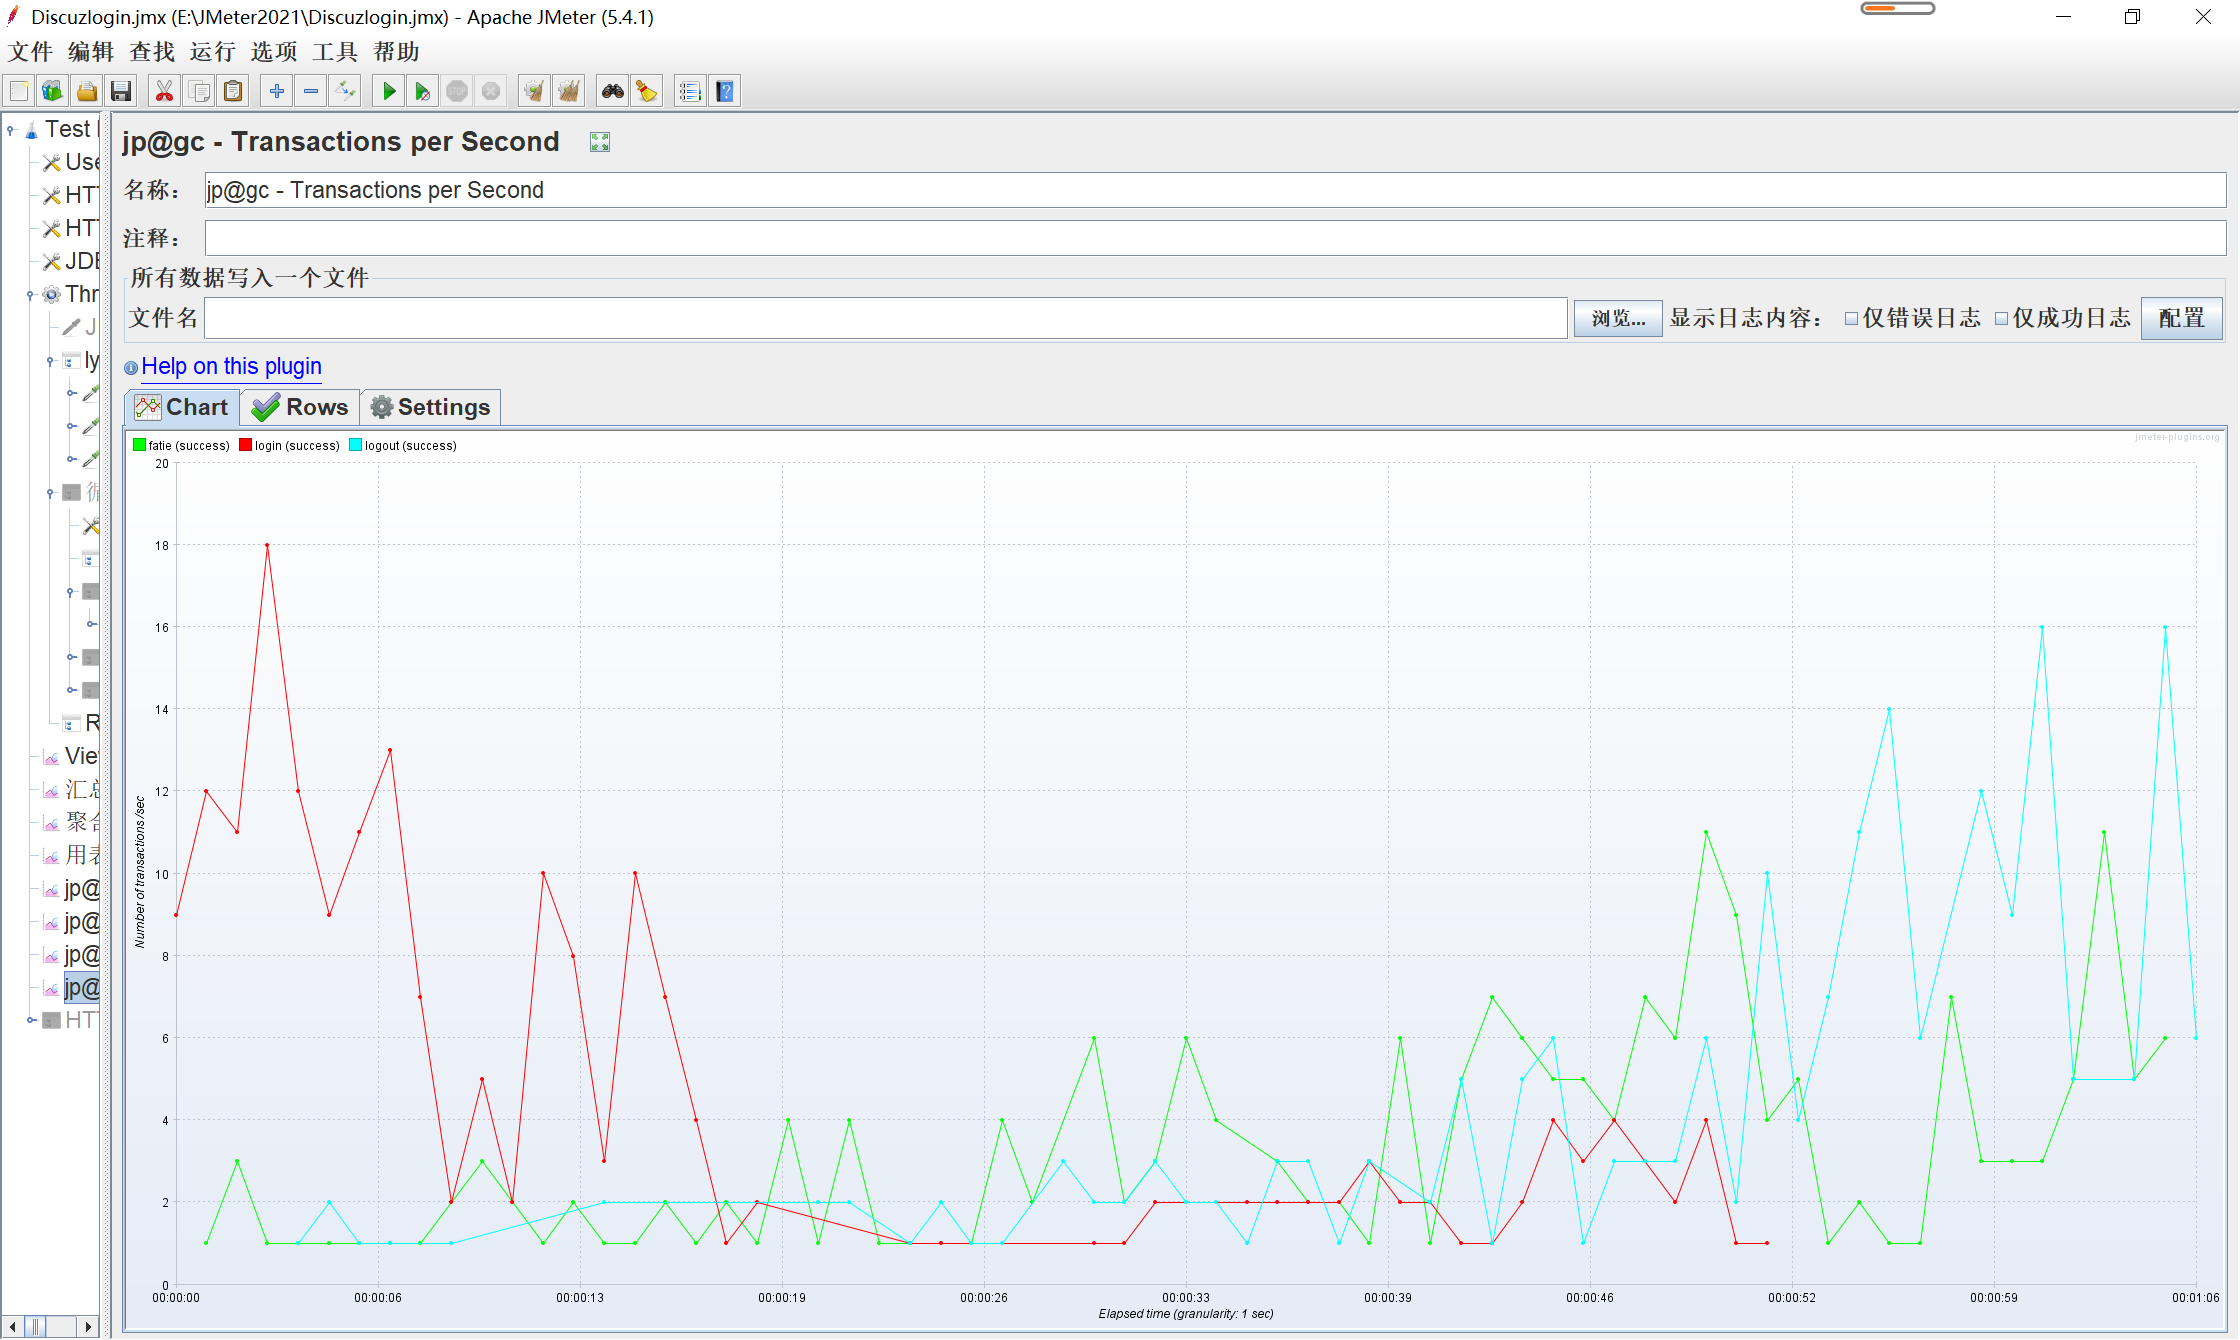 Discuzlogin.jmx (E:\JMeter2021\Discuzlogin.jmx) - Apache JMeter (5.4.1)
文件 编辑 查找 运行 选项 工具 帮助
STOP
Test
Use
HT
HT
JDE
Thr
J
ly
R
Vie
汇总
聚合
用表
jp@
jp@
jp@
jp@
HT
jp@gc - Transactions per Second
名称：
jp@gc - Transactions per Second
注释：
所有数据写入一个文件
文件名
浏览...
显示日志内容：
仅错误日志
仅成功日志
配置
Help on this plugin
Chart
Rows
Settings
fatie (success) login (success) logout (success)
jmeter-plugins.org
20
18
16
14
12
10
8
6
4
2
0
Number of transactions /sec
00:00:00 00:00:06 00:00:13 00:00:19 00:00:26 00:00:33 00:00:39 00:00:46 00:00:52 00:00:59 00:01:06
Elapsed time (granularity: 1 sec)